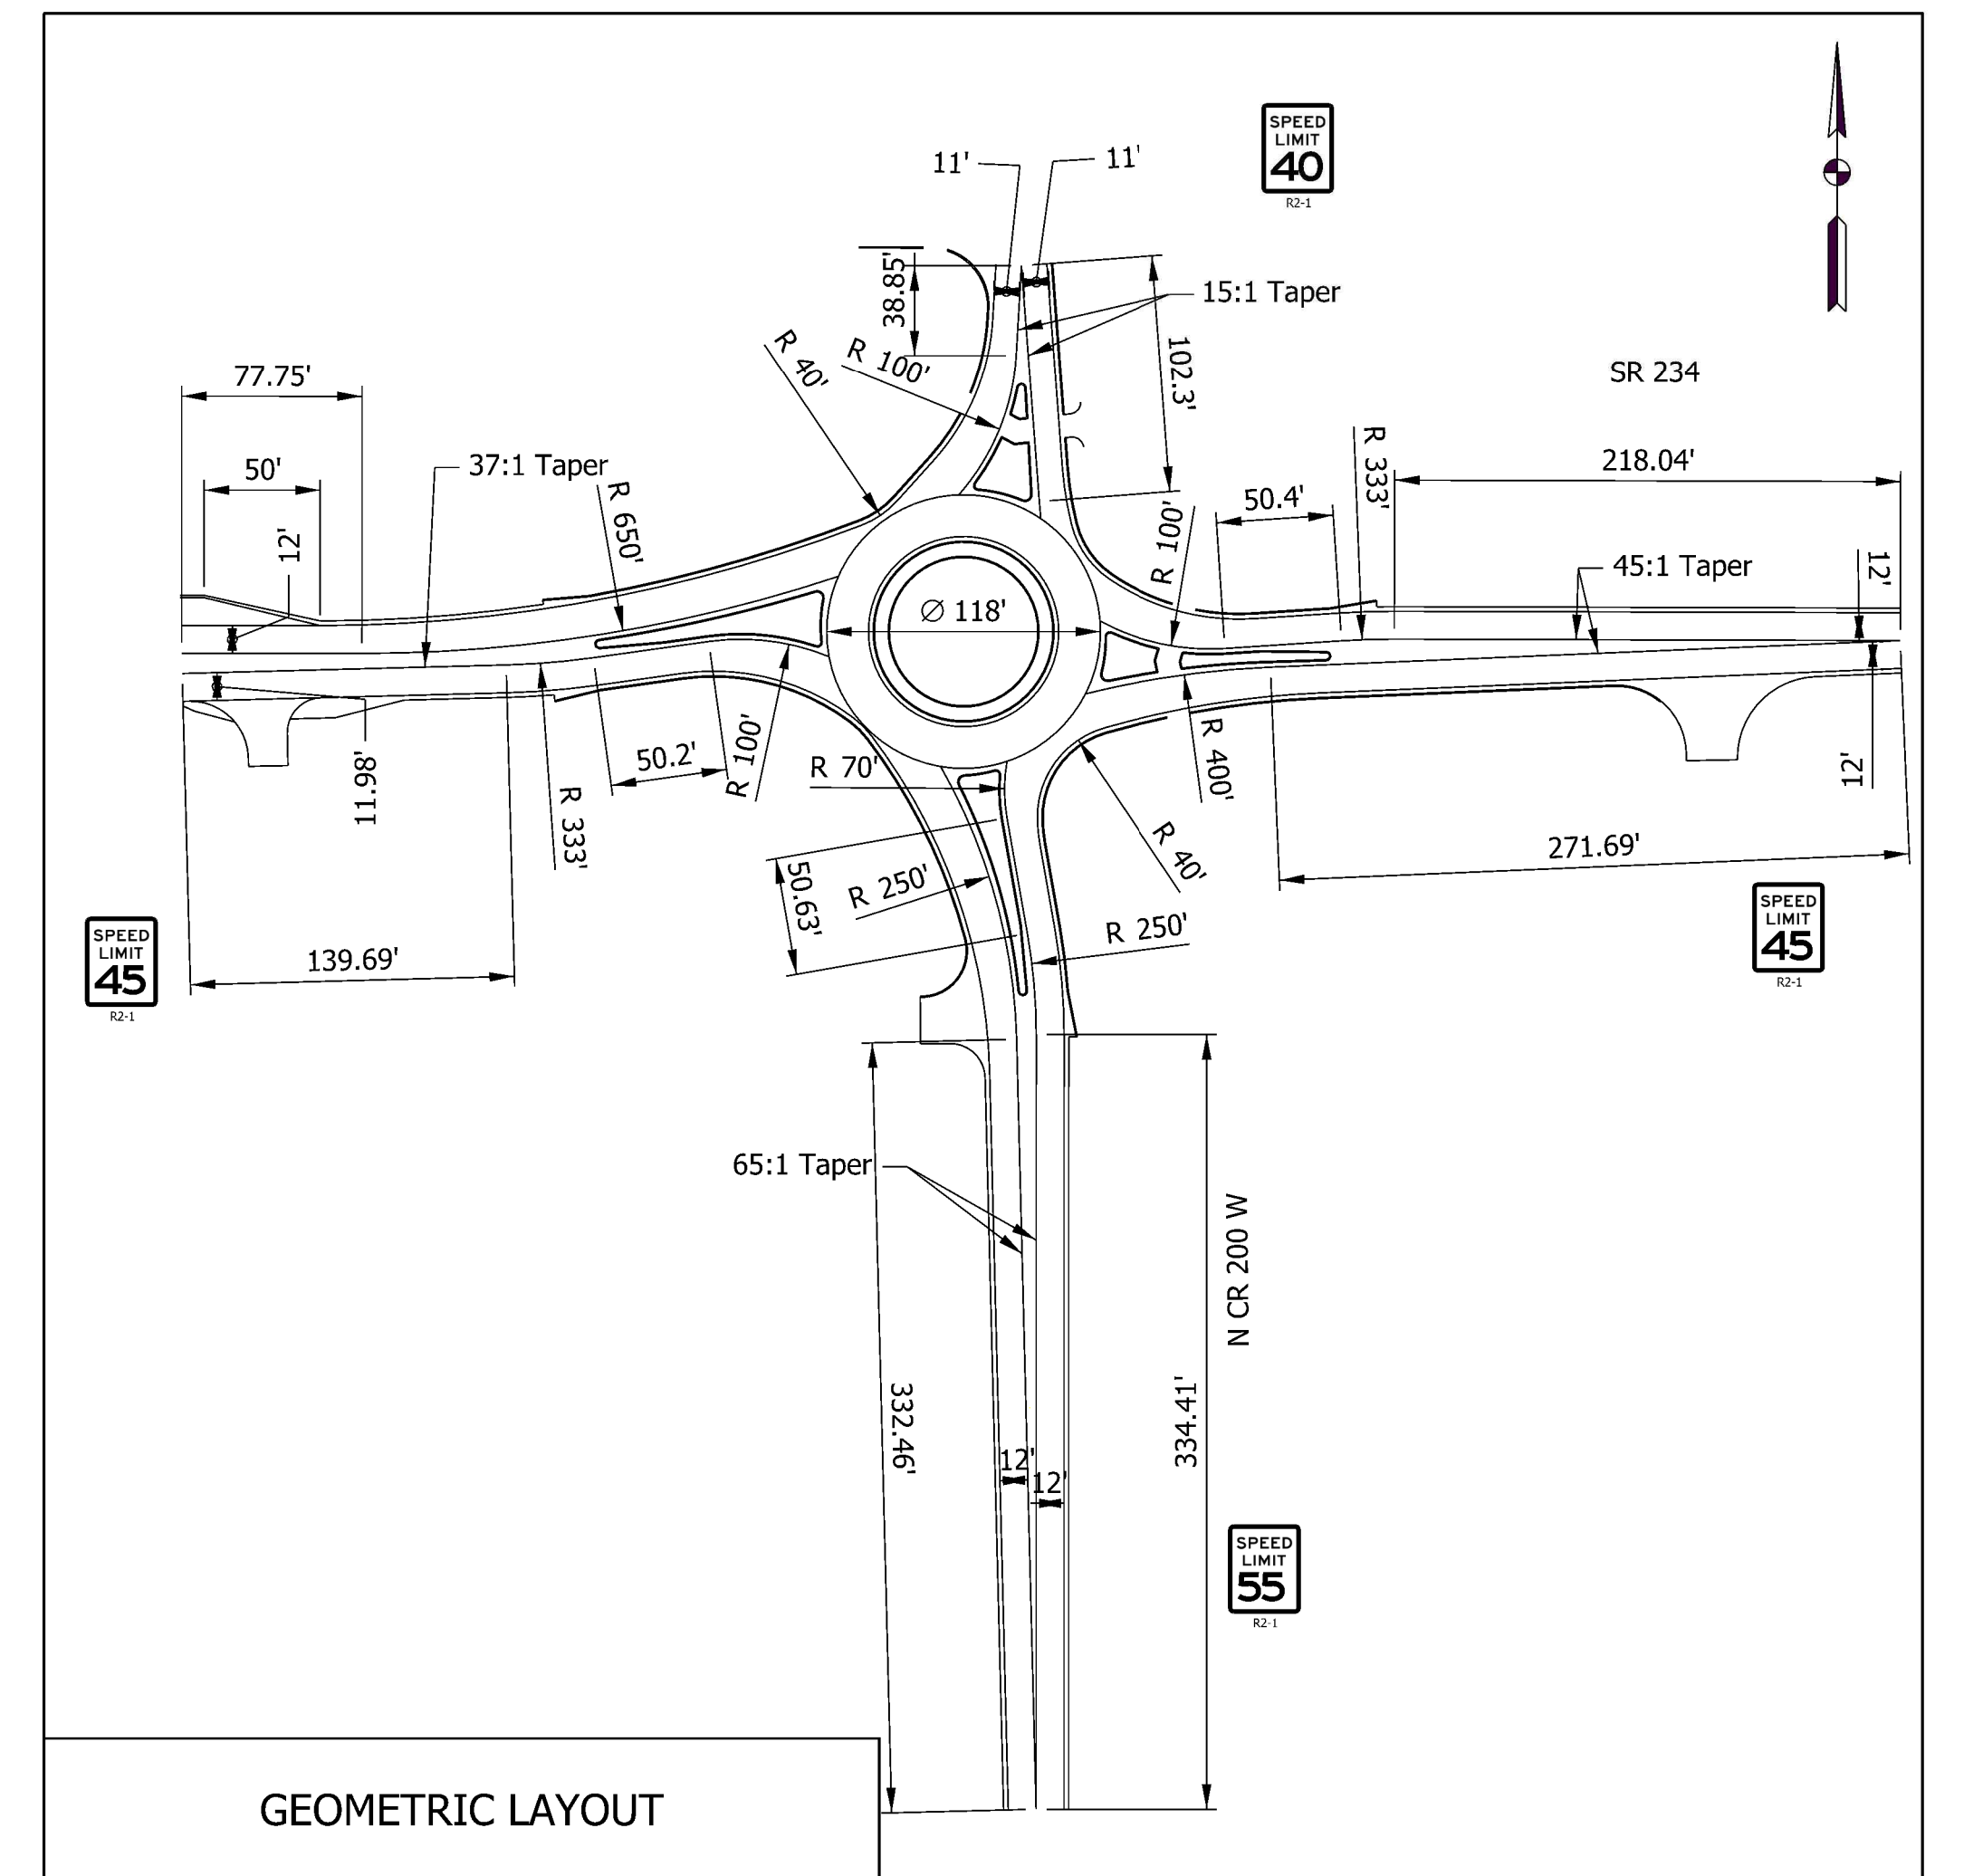 SPEED
LIMIT
40
R2-1
11'
11'
38.85'
15:1 Taper
102.3'
R 40'
R 100'
SR 234
77.75'
50'
12'
37:1 Taper
R 650'
R 333'
218.04'
50.4'
R 100'
45:1 Taper
12'
Ø 118'
11.98'
R 333'
50.2'
R 100'
R 70'
R 400'
12'
R 40'
271.69'
50.63'
R 250'
R 250'
139.69'
SPEED
LIMIT
45
R2-1
SPEED
LIMIT
45
R2-1
65:1 Taper
N CR 200 W
332.46'
334.41'
12'
12'
SPEED
LIMIT
55
R2-1
GEOMETRIC LAYOUT